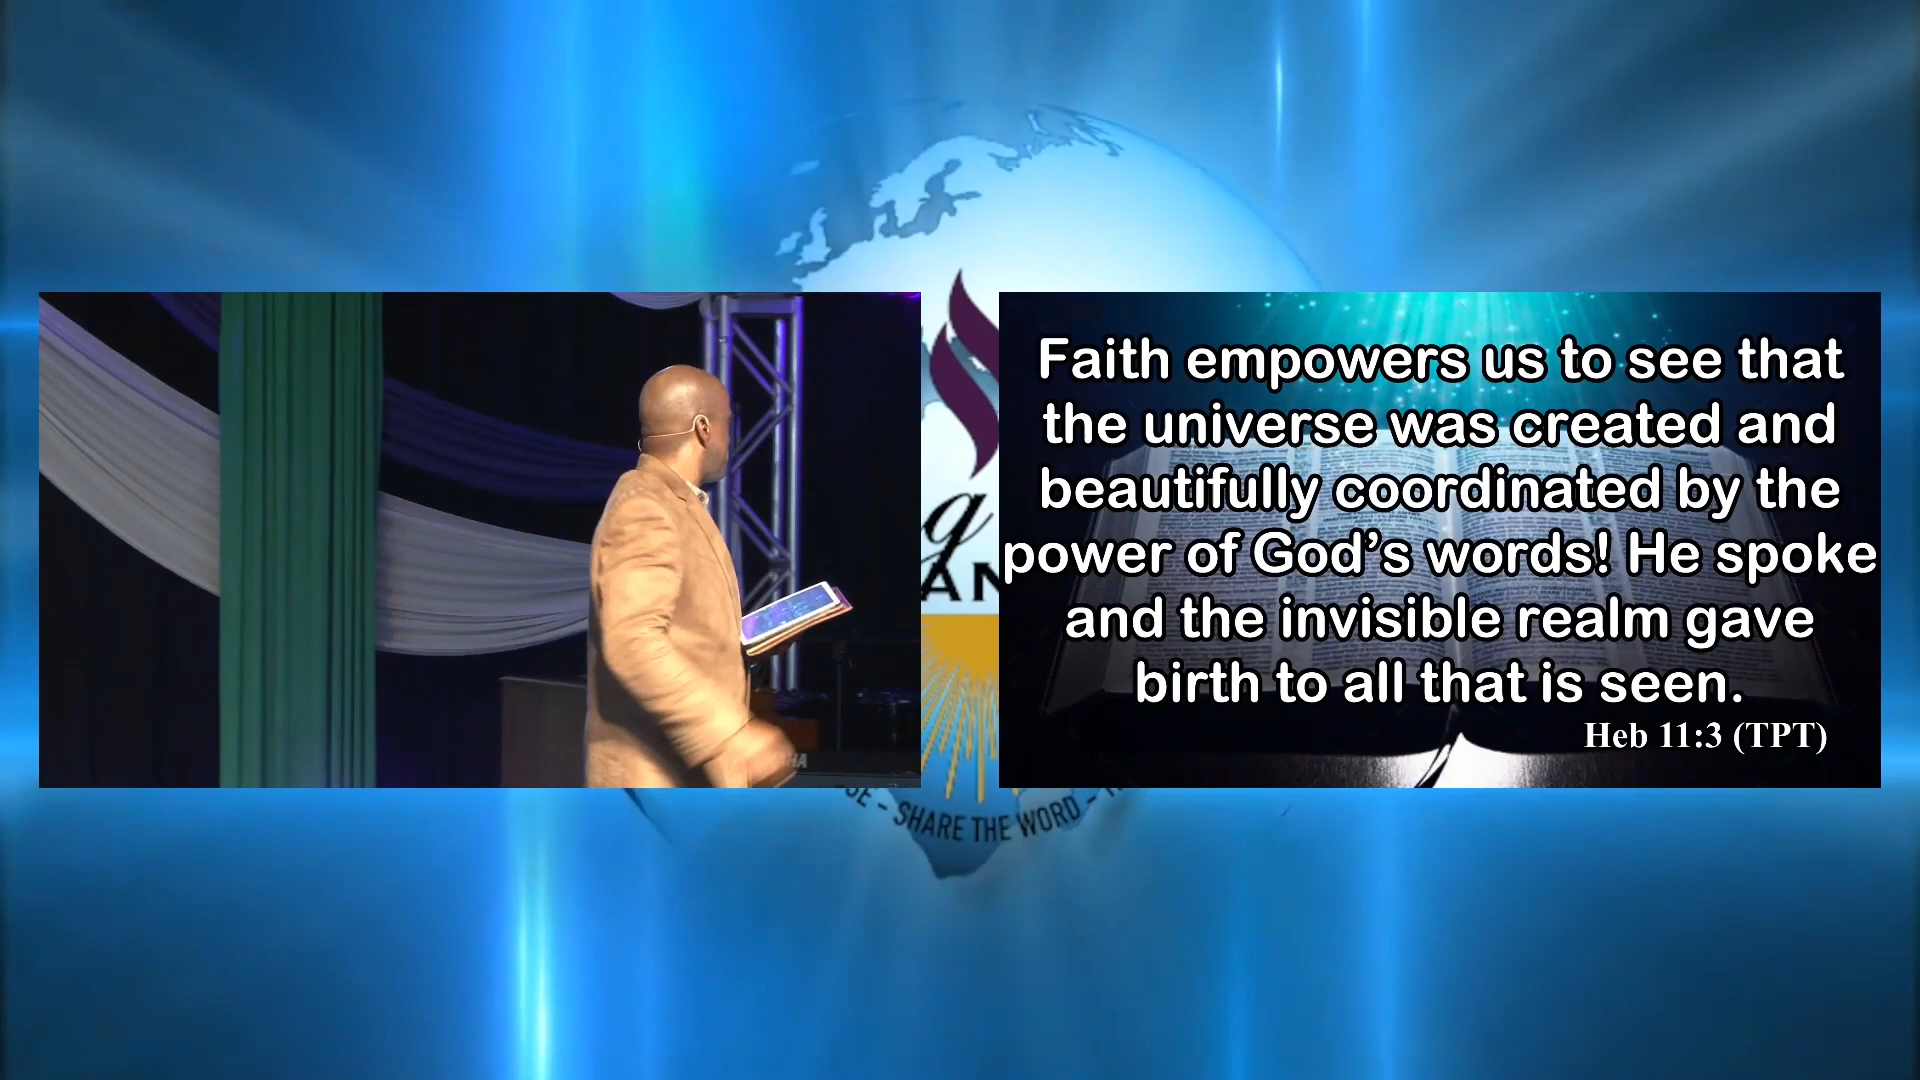 Faith empowers us to see that
the universe was created and
beautifully coordinated by the
power of God's words! He spoke
and the invisible realm gave
birth to all that is seen.
Heb 11:3 (TPT)
g
AN
- SHARE THE WORD -